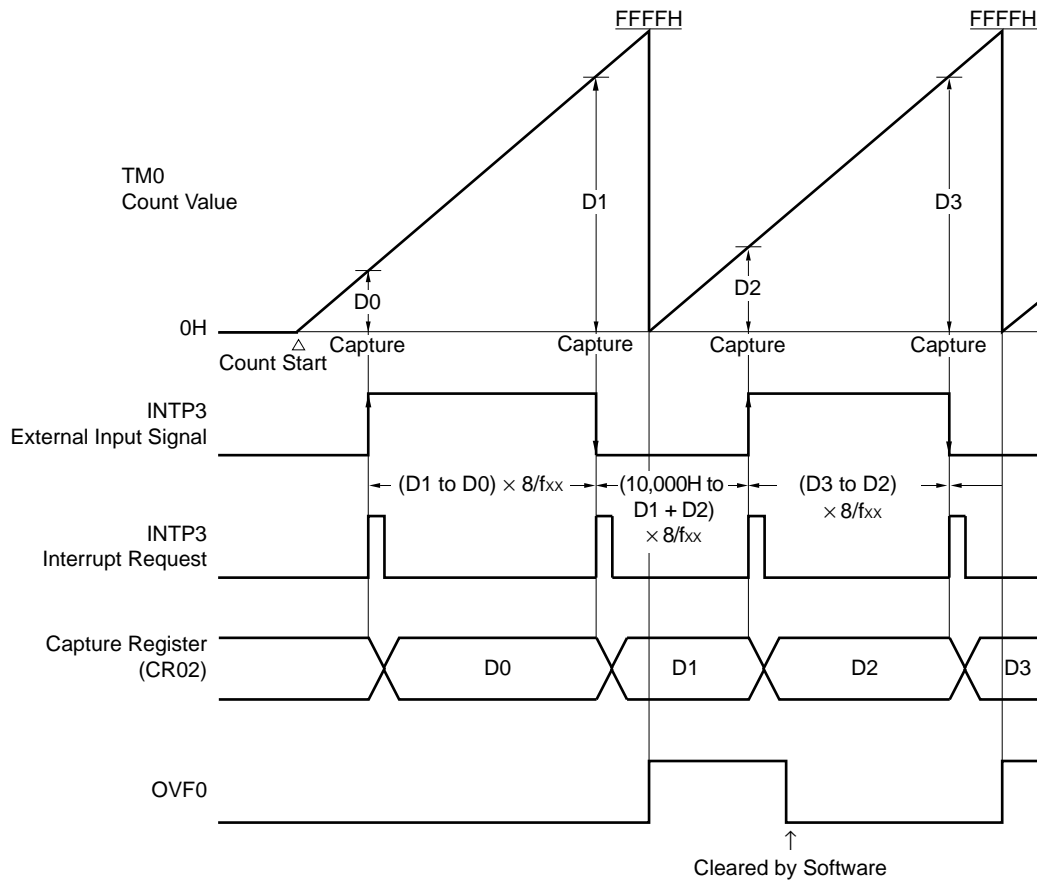 FFFFH
FFFFH
TM0
Count Value
D1
D3
D0
D2
0H
Capture
Capture
Capture
Capture
Count Start
INTP3
External Input Signal
(D1 to D0) × 8/fxx
(10,000H to
D1 + D2)
× 8/fxx
(D3 to D2)
× 8/fxx
INTP3
Interrupt Request
Capture Register
(CR02)
D0
D1
D2
D3
OVF0
Cleared by Software